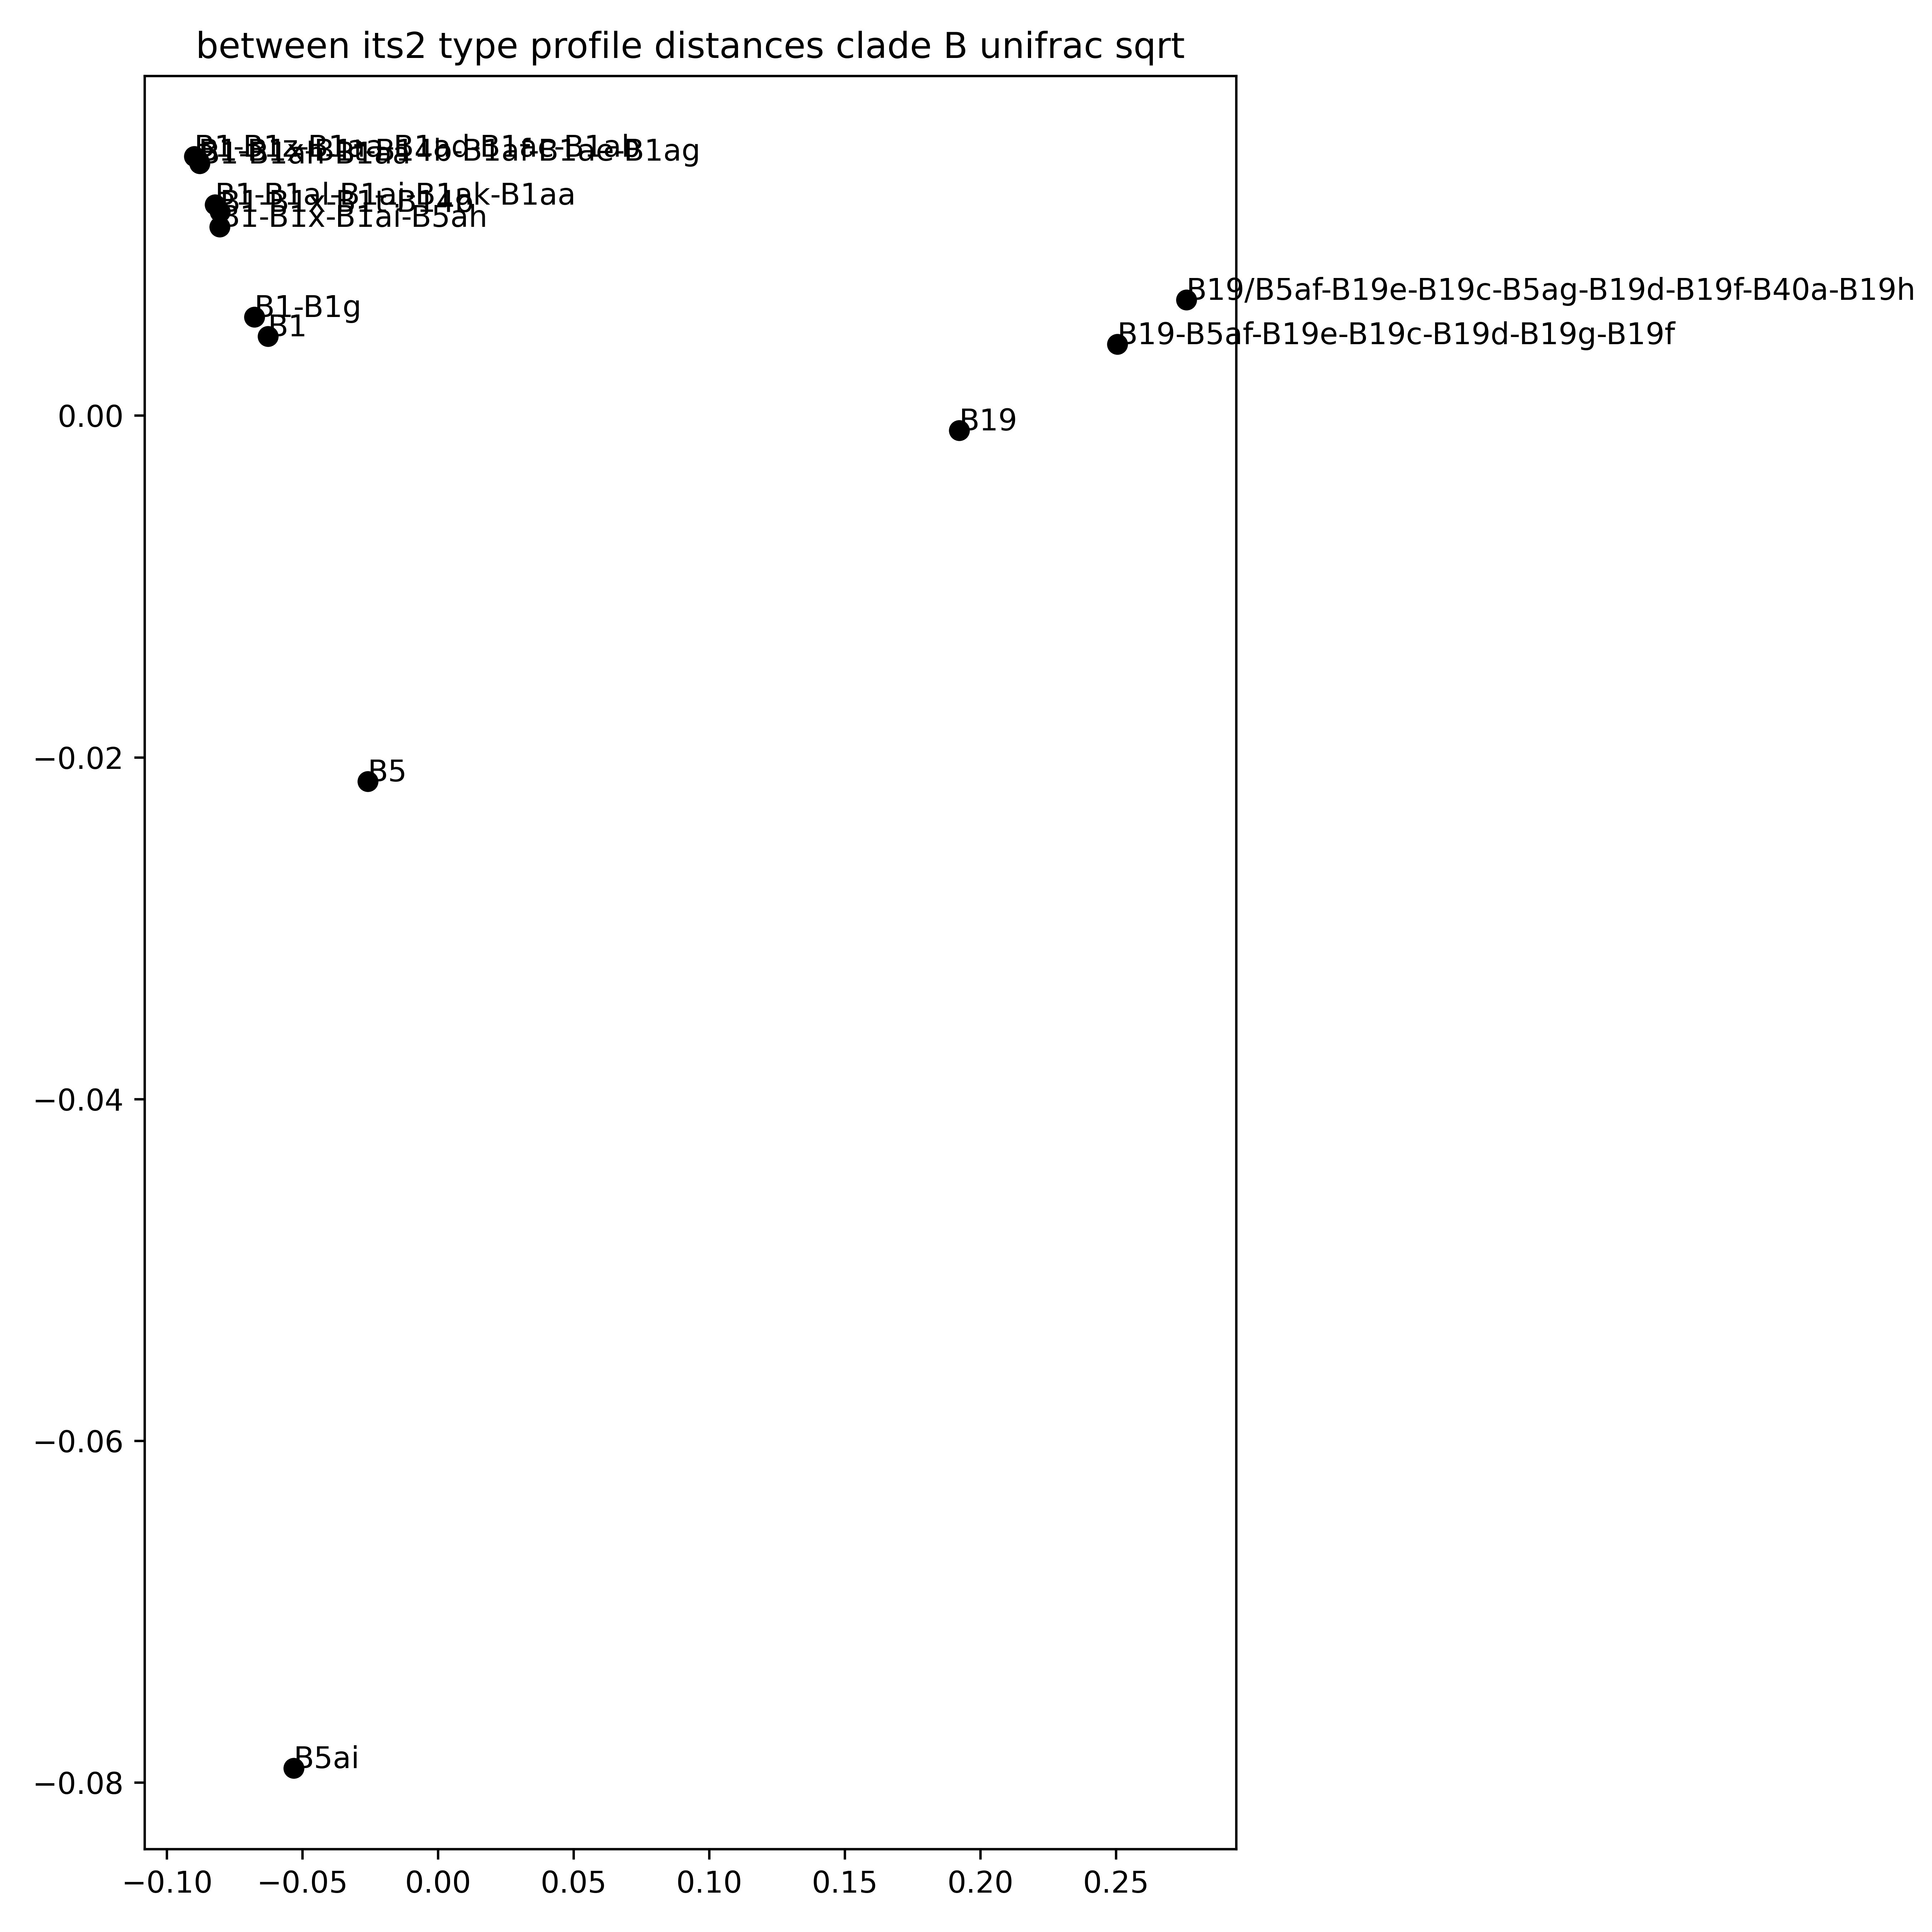 between its2 type profile distances clade B unifrac sqrt
B1-B1al-B1aj-B1ak-B1aa
B1-B1x-B1ai-B5ah
B19/B5af-B19e-B19c-B5ag-B19d-B19f-B40a-B19h
B1-B1g
B1
B19-B5af-B19e-B19c-B19d-B19g-B19f
0.00
B19
−0.02
B5
−0.04
−0.06
B5ai
−0.08
−0.10 −0.05 0.00 0.05 0.10 0.15 0.20 0.25